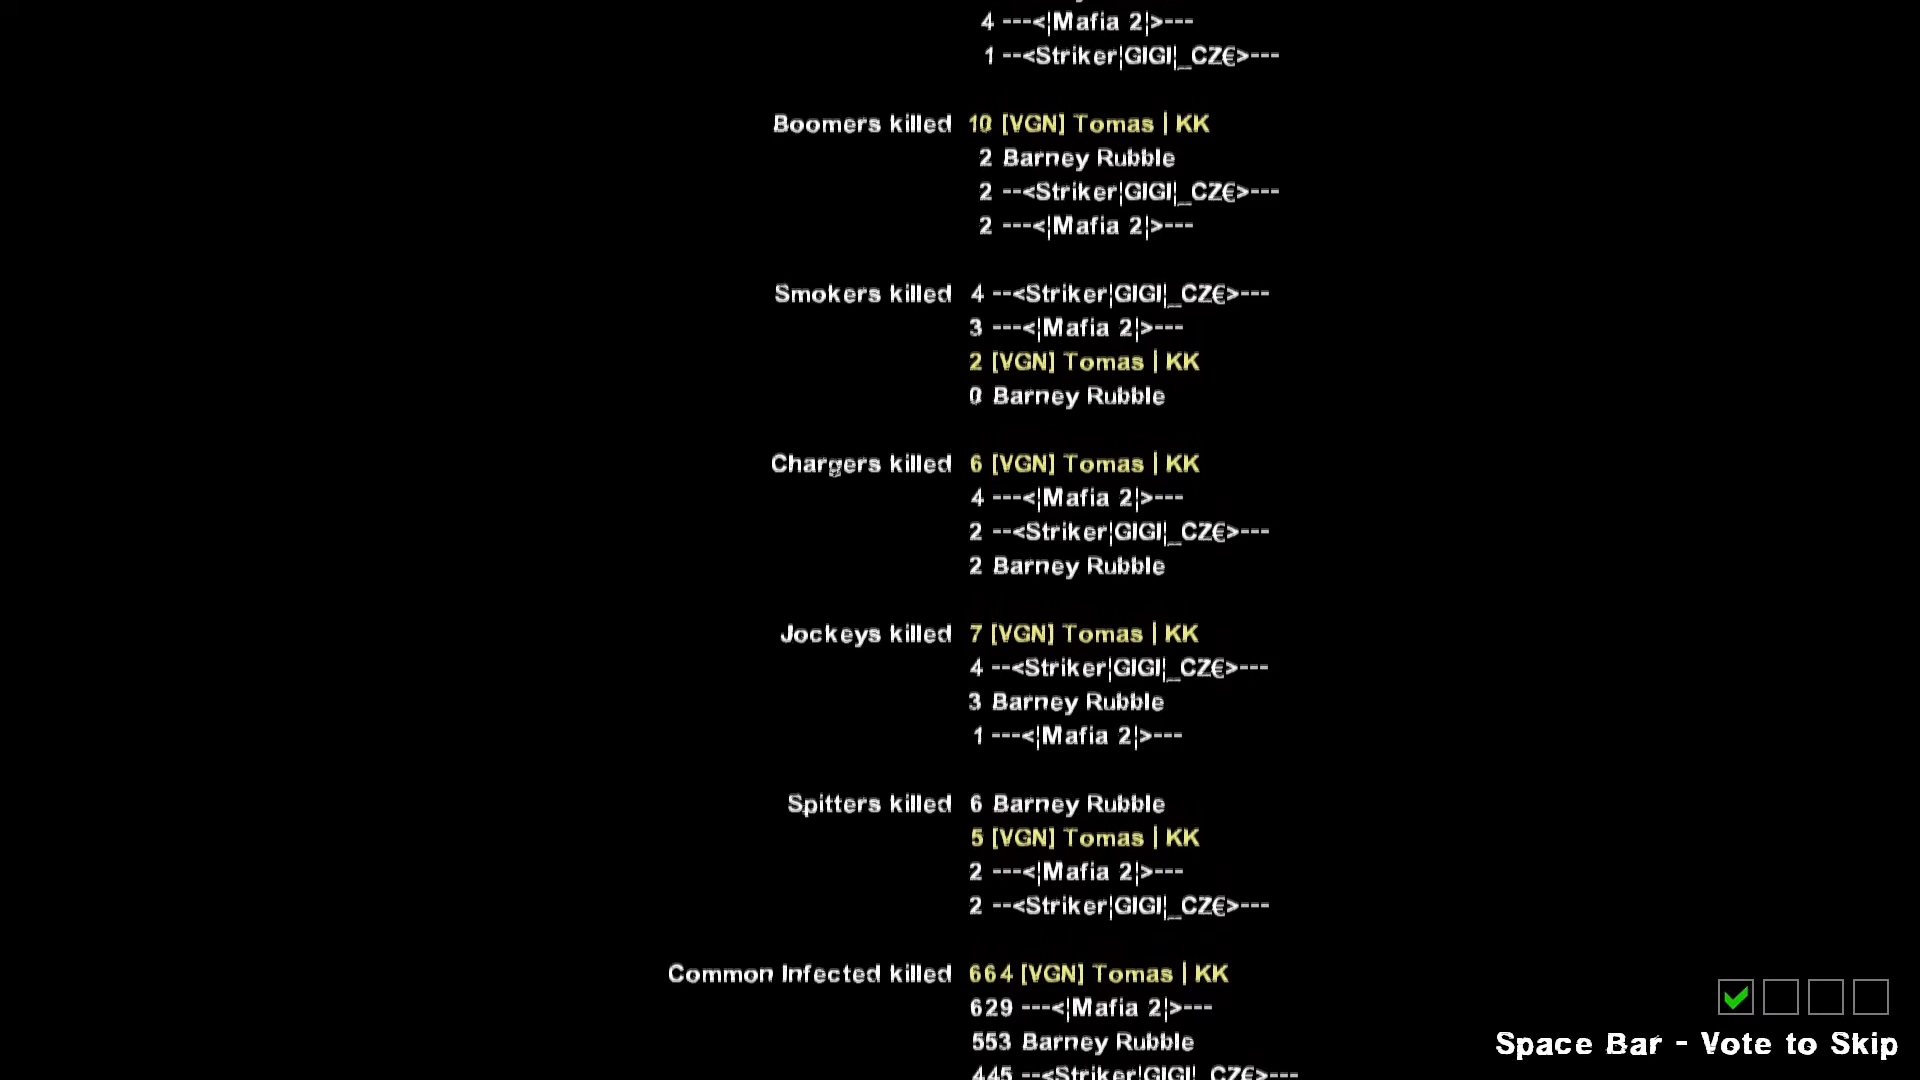 4 ---<¦Mafia 2¦>---
1 --<Striker¦GIGI¦_CZ€>---
Boomers killed 10 [VGN] Tomas | KK
2 Barney Rubble
2 --<Striker¦GIGI¦_CZ€>---
2 ---<¦Mafia 2¦>---
Smokers killed 4 --<Striker¦GIGI¦_CZ€>---
3 ---<¦Mafia 2¦>---
2 [VGN] Tomas | KK
0 Barney Rubble
Chargers killed 6 [VGN] Tomas | KK
4 ---<¦Mafia 2¦>---
2 --<Striker¦GIGI¦_CZ€>---
2 Barney Rubble
Jockeys killed 7 [VGN] Tomas | KK
4 --<Striker¦GIGI¦_CZ€>---
3 Barney Rubble
1 ---<¦Mafia 2¦>---
Spitters killed 6 Barney Rubble
5 [VGN] Tomas | KK
2 ---<¦Mafia 2¦>---
2 --<Striker¦GIGI¦_CZ€>---
Common Infected killed 664 [VGN] Tomas | KK
629 ---<¦Mafia 2¦>---
553 Barney Rubble
445 --<Striker¦GIGI¦_CZ€>---
Space Bar - Vote to Skip